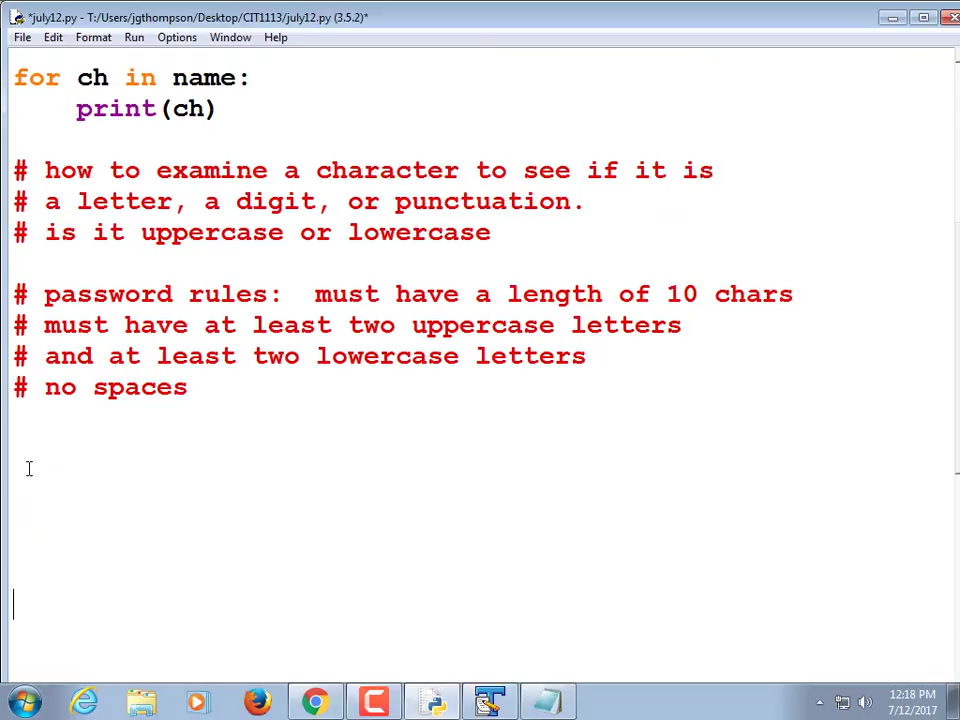 *july12.py - T:/Users/jgthompson/Desktop/CIT1113/july12.py (3.5.2)*
File Edit Format Run Options Window Help
for ch in name:
    print(ch)
# how to examine a character to see if it is
# a letter, a digit, or punctuation.
# is it uppercase or lowercase
# password rules:  must have a length of 10 chars
# must have at least two uppercase letters
# and at least two lowercase letters
# no spaces
12:18 PM
7/12/2017